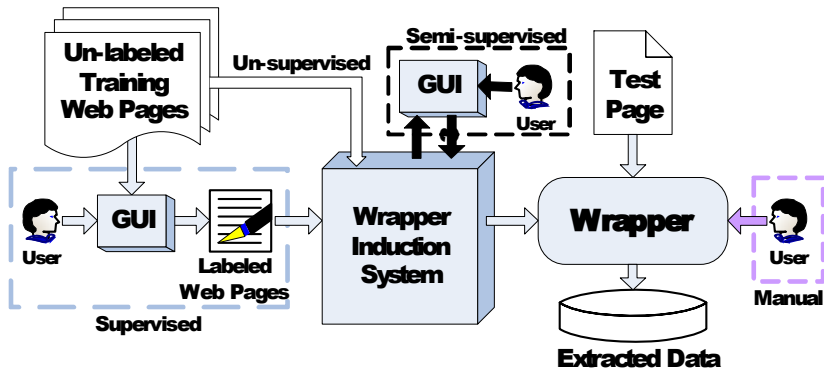 Un-labeled
Training
Web Pages
Un-supervised
Semi-supervised
GUI
User
Test
Page
User
GUI
Labeled
Web Pages
Supervised
Wrapper
Induction
System
Wrapper
User
Manual
Extracted Data